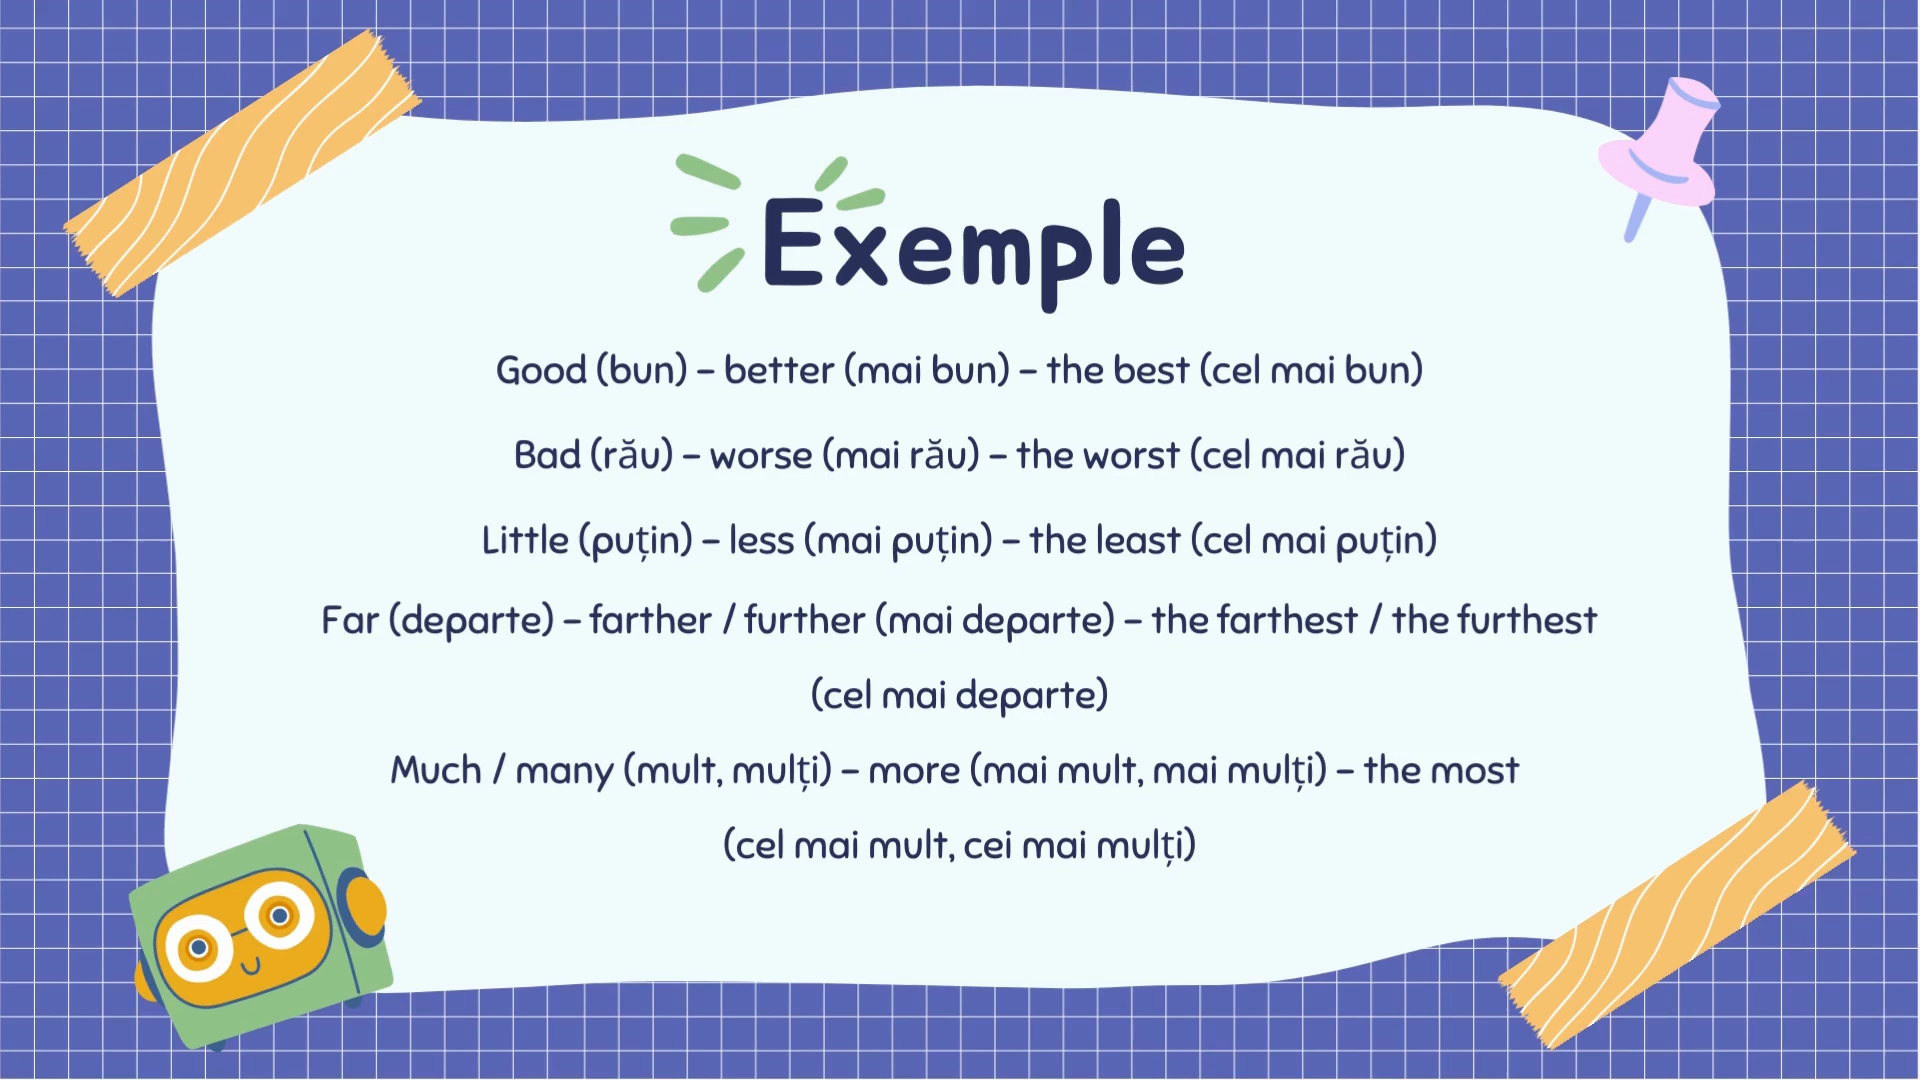 Exemple
Good (bun) – better (mai bun) – the best (cel mai bun)
Bad (rău) – worse (mai rău) – the worst (cel mai rău)
Little (puțin) – less (mai puțin) – the least (cel mai puțin)
Far (departe) – farther / further (mai departe) – the farthest / the furthest
(cel mai departe)
Much / many (mult, mulți) – more (mai mult, mai mulți) – the most
(cel mai mult, cei mai mulți)